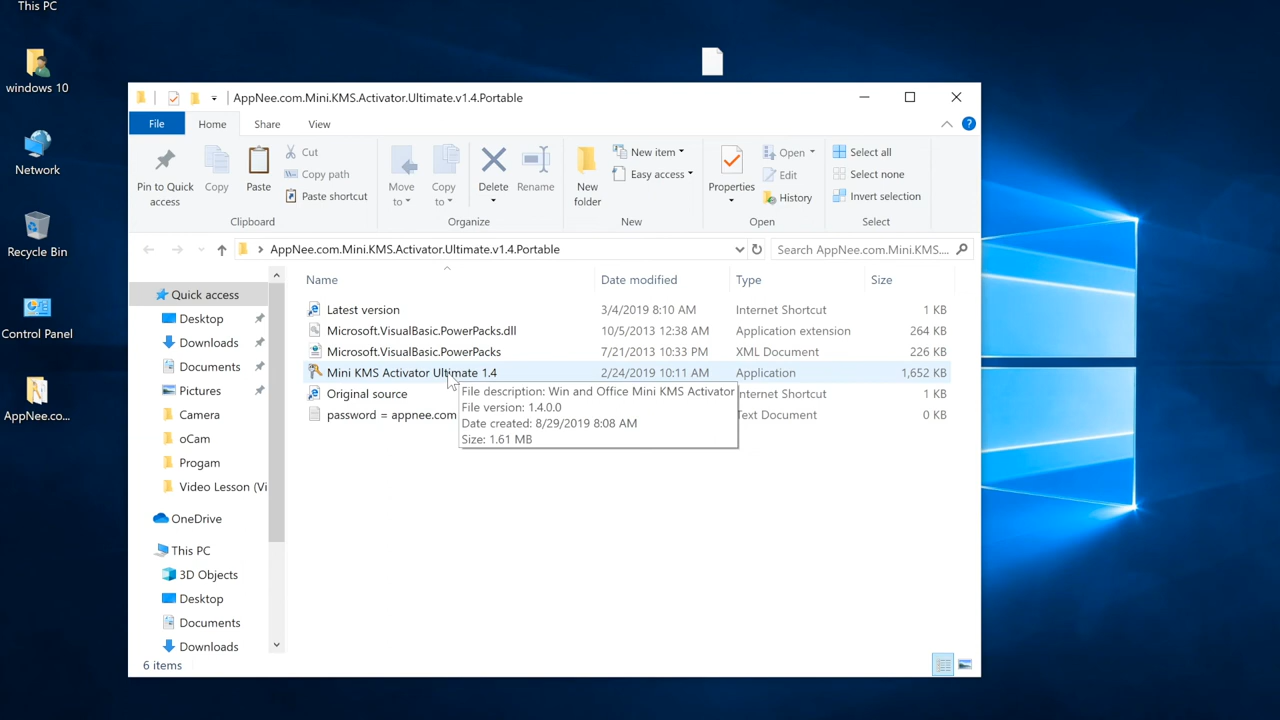 This PC
windows 10
Network
Recycle Bin
Control Panel
AppNee.co...
AppNee.com.Mini.KMS.Activator.Ultimate.v1.4.Portable
File Home Share View
Pin to Quick access
Copy
Paste
Cut
Copy path
Paste shortcut
Clipboard
Move to
Copy to
Delete
Rename
Organize
New folder
New item
Easy access
New
Properties
Open
Edit
History
Open
Select all
Select none
Invert selection
Select
AppNee.com.Mini.KMS.Activator.Ultimate.v1.4.Portable
Search AppNee.com.Mini.KMS....
Quick access
Desktop
Downloads
Documents
Pictures
Camera
oCam
Progam
Video Lesson (Vi
OneDrive
This PC
3D Objects
Desktop
Documents
Downloads
Name Date modified Type Size
Latest version 3/4/2019 8:10 AM Internet Shortcut 1 KB
Microsoft.VisualBasic.PowerPacks.dll 10/5/2013 12:38 AM Application extension 264 KB
Microsoft.VisualBasic.PowerPacks 7/21/2013 10:33 PM XML Document 226 KB
Mini KMS Activator Ultimate 1.4 2/24/2019 10:11 AM Application 1,652 KB
Original source nternet Shortcut 1 KB
password = appnee.com ext Document 0 KB
File description: Win and Office Mini KMS Activator
File version: 1.4.0.0
Date created: 8/29/2019 8:08 AM
Size: 1.61 MB
6 items